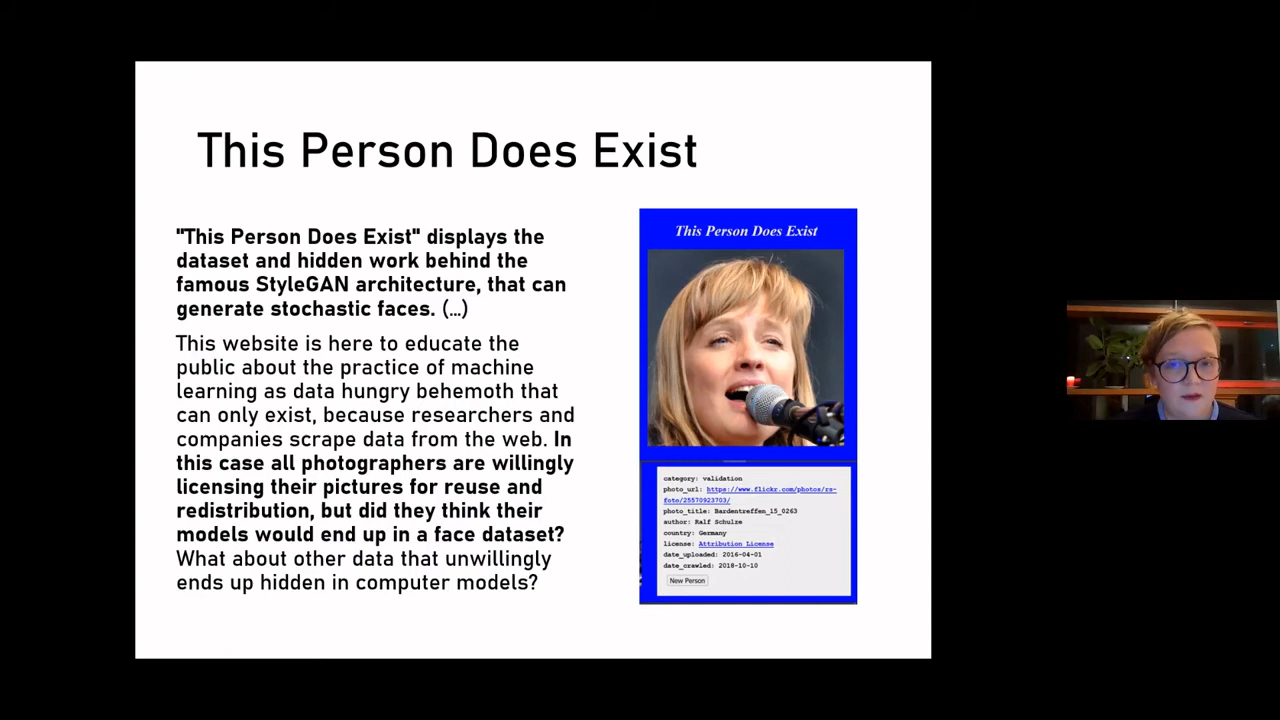 This Person Does Exist
"This Person Does Exist" displays the
dataset and hidden work behind the
famous StyleGAN architecture, that can
generate stochastic faces. (...)
This website is here to educate the
public about the practice of machine
learning as data hungry behemoth that
can only exist, because researchers and
companies scrape data from the web. In
this case all photographers are willingly
licensing their pictures for reuse and
redistribution, but did they think their
models would end up in a face dataset?
What about other data that unwillingly
ends up hidden in computer models?
This Person Does Exist
category: validation
photo_url: https://www.flickr.com/photos/rs-
foto/25570923703/
photo_title: Bardentreffen_15_0263
author: Ralf Schulze
country: Germany
license: Attribution License
date_uploaded: 2016-04-01
date_crawled: 2018-10-10
New Person